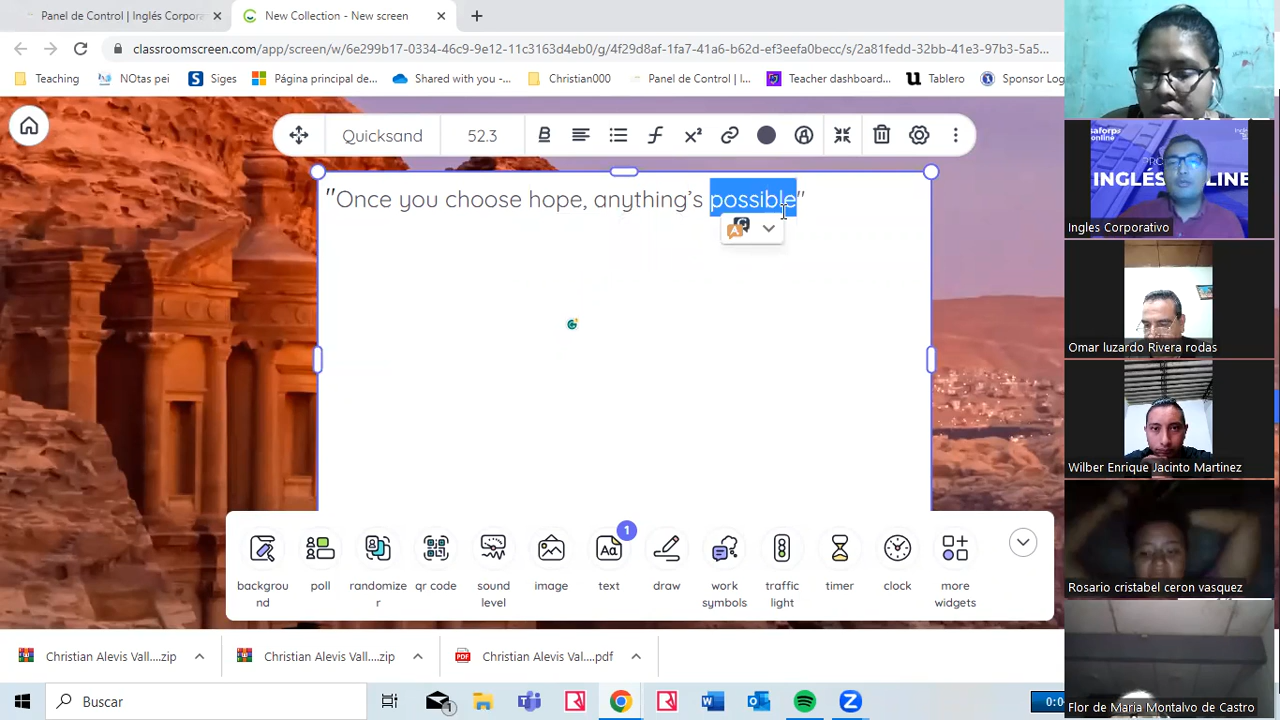 Panel de Control | Inglés Corpora
New Collection - New screen
classroomscreen.com/app/screen/w/6e299b17-0334-46c9-9e12-11c3163d4eb0/g/4f29d8af-1fa7-41a6-b62d-ef3eefa0becc/s/2a81fedd-32bb-41e3-97b3-5a5...
Teaching
NOtas pei
Siges
Página principal de...
Shared with you -...
Christian000
Panel de Control | I...
Teacher dashboard...
Tablero
Sponsor Log
Quicksand
52.3
"Once you choose hope, anything's possible"
1
backgrou
nd
poll
randomize
r
qr code
sound
level
image
text
draw
work
symbols
traffic
light
timer
clock
more
widgets
Christian Alevis Vall....zip
Christian Alevis Vall....zip
Christian Alevis Val....pdf
Buscar
INGLÉS ONLINE
Ingles Corporativo
Omar luzardo Rivera rodas
Wilber Enrique Jacinto Martinez
Rosario cristabel ceron vasquez
Flor de Maria Montalvo de Castro